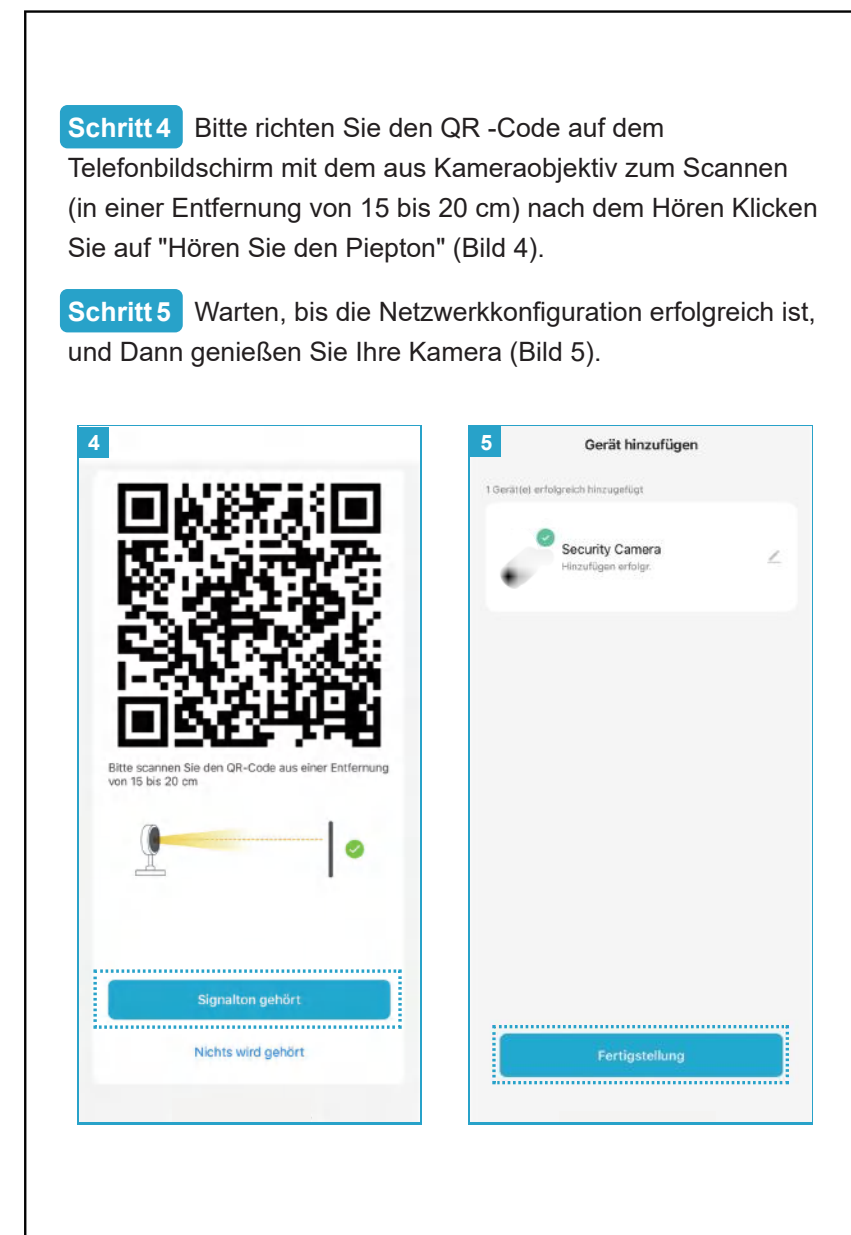 Schritt 4 Bitte richten Sie den QR -Code auf dem
Telefonbildschirm mit dem aus Kameraobjektiv zum Scannen
(in einer Entfernung von 15 bis 20 cm) nach dem Hören Klicken
Sie auf "Hören Sie den Piepton" (Bild 4).
Schritt 5 Warten, bis die Netzwerkkonfiguration erfolgreich ist,
und Dann genießen Sie Ihre Kamera (Bild 5).
4
Bitte scannen Sie den QR-Code aus einer Entfernung
von 15 bis 20 cm
Signalton gehört
Nichts wird gehört
5
Gerät hinzufügen
1 Gerät(e) erfolgreich hinzugefügt
Security Camera
Hinzufügen erfolgr.
Fertigstellung